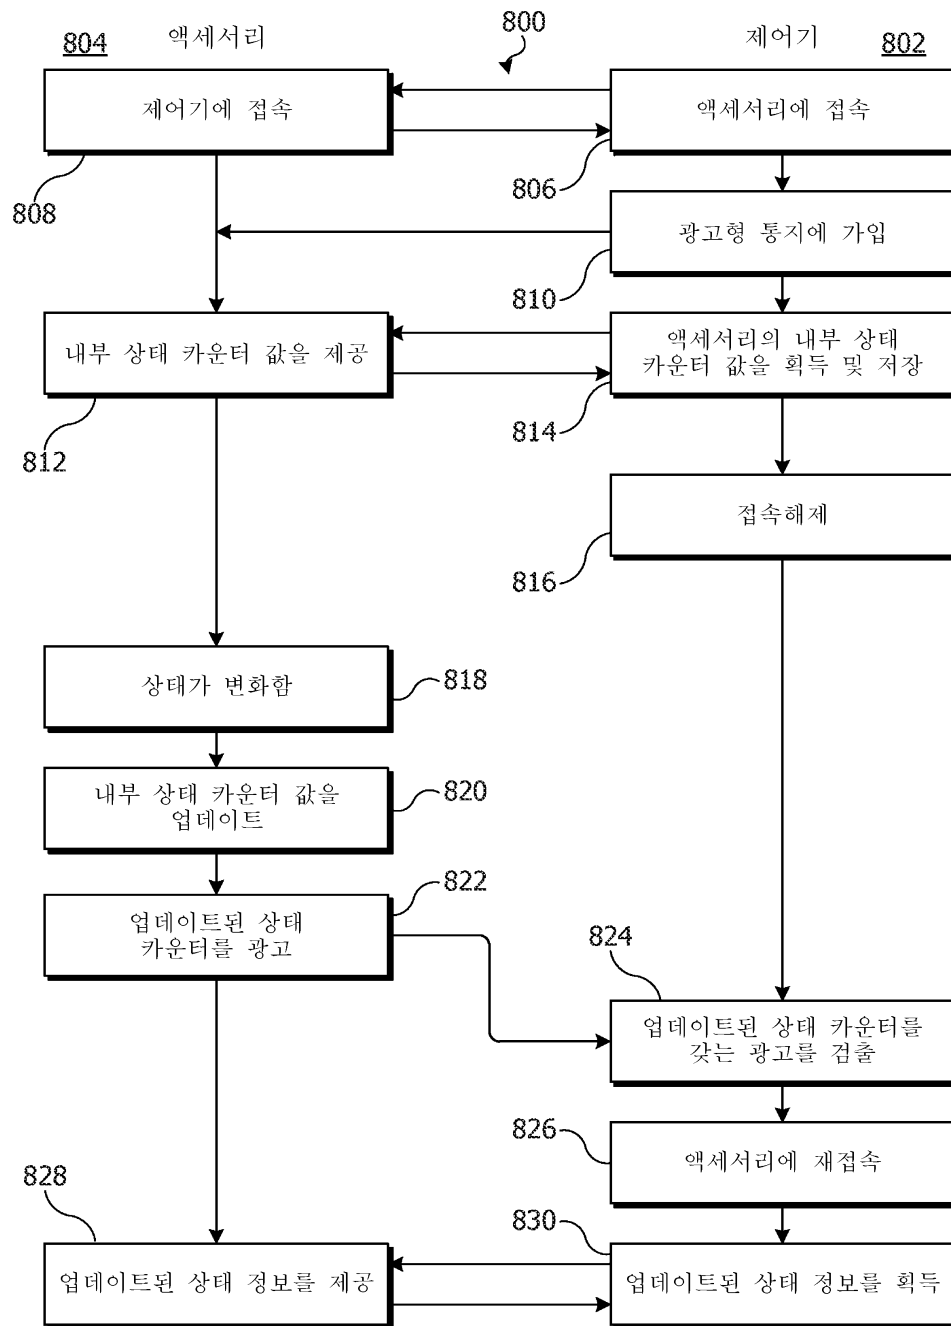 804
액세서리
800
제어기
802
제어기에 접속
액세서리에 접속
808
806
광고형 통지에 가입
810
내부 상태 카운터 값을 제공
액세서리의 내부 상태
카운터 값을 획득 및 저장
812
814
접속해제
816
상태가 변화함
818
내부 상태 카운터 값을
업데이트
820
822
업데이트된 상태
카운터를 광고
824
업데이트된 상태 카운터를
갖는 광고를 검출
826
액세서리에 재접속
828
830
업데이트된 상태 정보를 제공
업데이트된 상태 정보를 획득